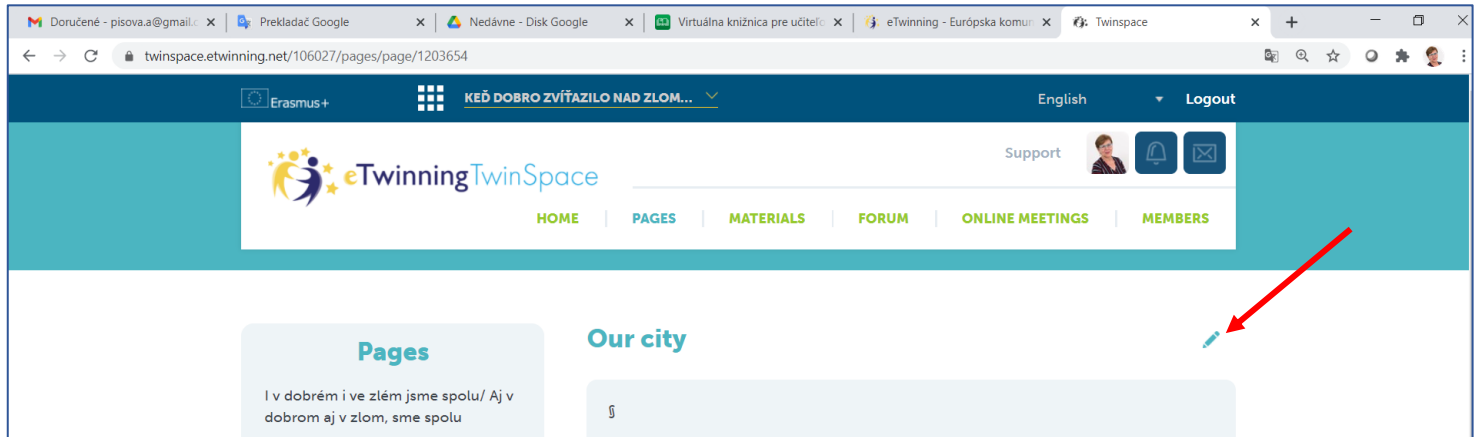 Doručené - pisova.a@gmail.c
Prekladač Google
Nedávne - Disk Google
Virtuálna knižnica pre učiteľo
eTwinning - Európska komun
Twinspace
twinspace.etwinning.net/106027/pages/page/1203654
Erasmus+
KEĎ DOBRO ZVÍŤAZILO NAD ZLOM...
English
Logout
eTwinningTwinSpace
Support
HOME
PAGES
MATERIALS
FORUM
ONLINE MEETINGS
MEMBERS
Pages
I v dobrém i ve zlém jsme spolu/ Aj v
dobrom aj v zlom, sme spolu
Our city
§